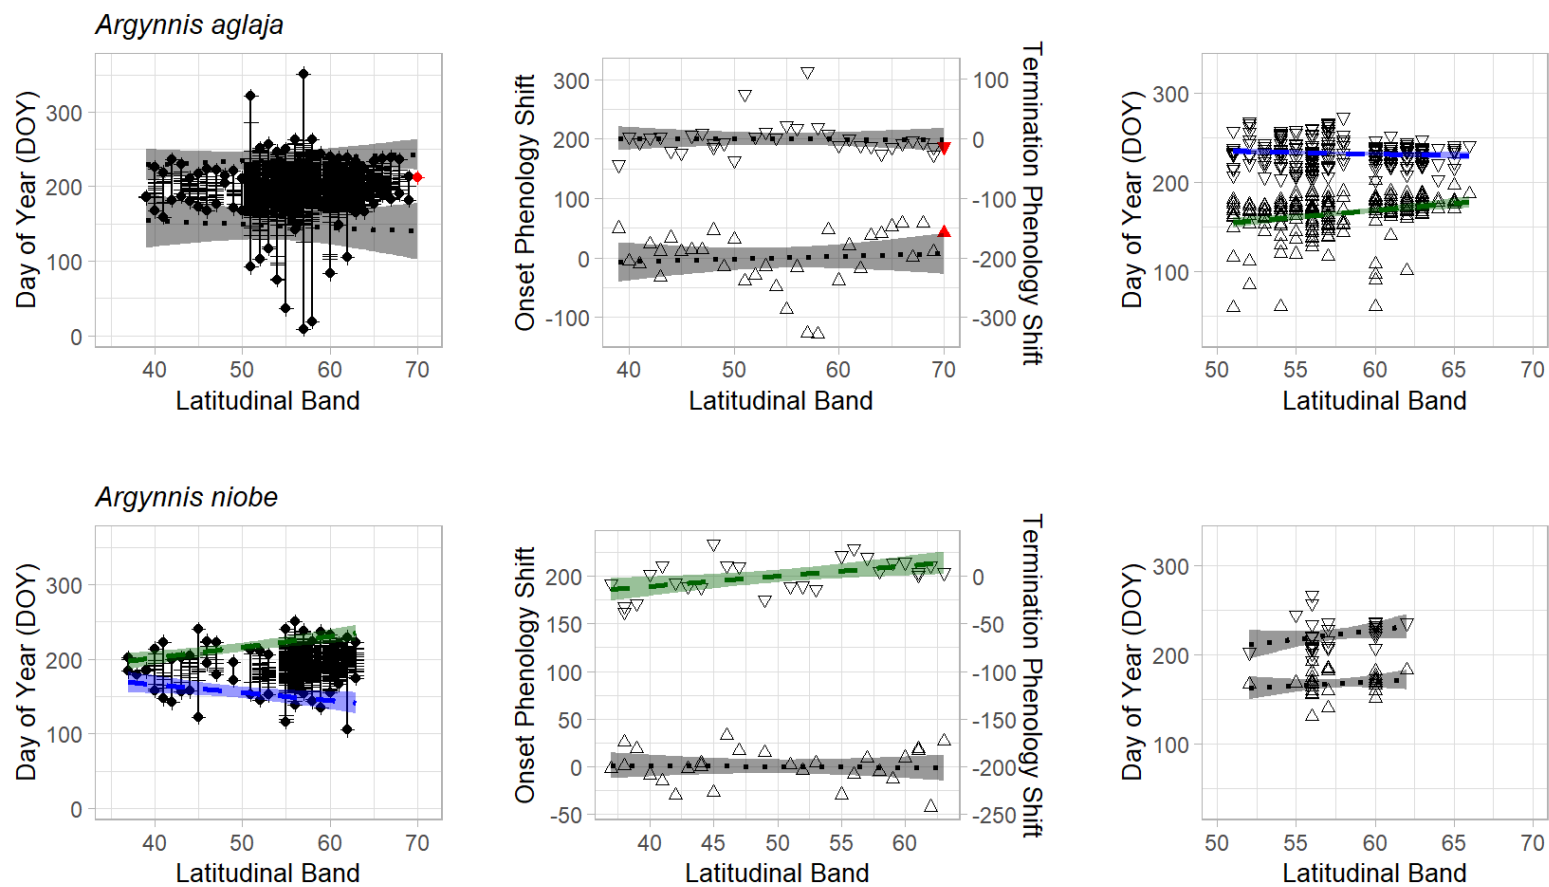 Argynnis aglaja
Day of Year (DOY)
300
200
100
0
40 50 60 70
Latitudinal Band
Onset Phenology Shift
300
200
100
0
-100
40 50 60 70
Latitudinal Band
100
0
-100
-200
-300
Termination Phenology Shift
Day of Year (DOY)
300
200
100
50 55 60 65 70
Latitudinal Band
Argynnis niobe
Day of Year (DOY)
300
200
100
0
40 50 60 70
Latitudinal Band
Onset Phenology Shift
200
150
100
50
0
-50
40 45 50 55 60
Latitudinal Band
0
-50
-100
-150
-200
-250
Termination Phenology Shift
Day of Year (DOY)
300
200
100
50 55 60 65 70
Latitudinal Band